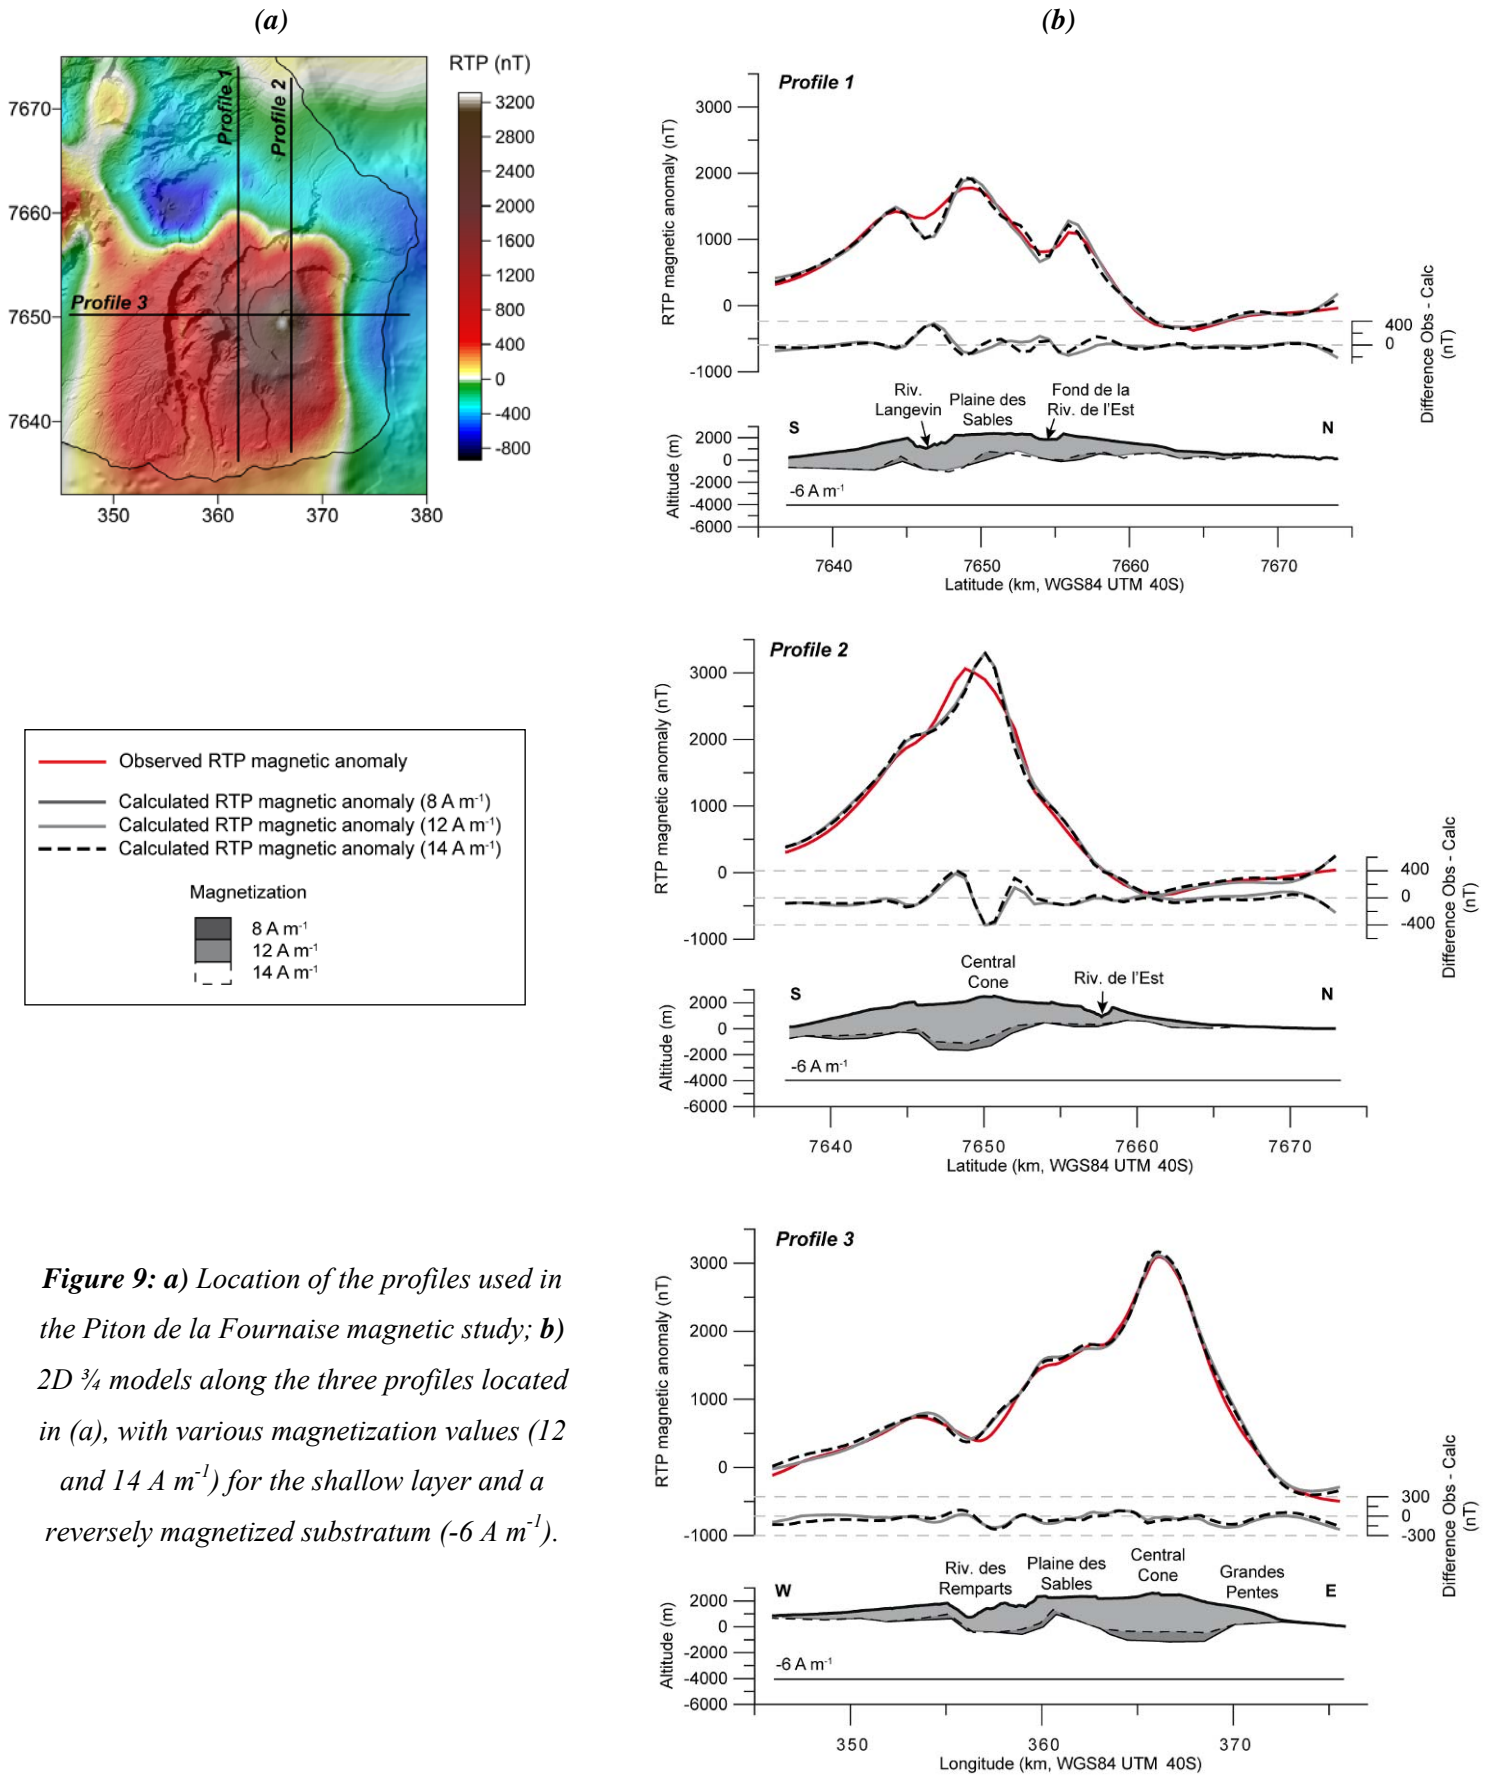 (a)
RTP (nT)
3200
2800
2400
2000
1600
1200
800
400
0
-400
-800
7670
7660
7650
7640
350
360
370
380
Profile 1
Profile 2
Profile 3
Observed RTP magnetic anomaly
Calculated RTP magnetic anomaly (8 A m-1)
Calculated RTP magnetic anomaly (12 A m-1)
Calculated RTP magnetic anomaly (14 A m-1)
Magnetization
8 A m-1
12 A m-1
14 A m-1
Figure 9: a) Location of the profiles used in
the Piton de la Fournaise magnetic study; b)
2D ¾ models along the three profiles located
in (a), with various magnetization values (12
and 14 A m-1) for the shallow layer and a
reversely magnetized substratum (-6 A m-1).
(b)
Profile 1
RTP magnetic anomaly (nT)
3000
2000
1000
0
-1000
400
0
Difference Obs - Calc
(nT)
Riv.
Langevin
Plaine des
Sables
Fond de la
Riv. de l'Est
S
N
Altitude (m)
2000
0
-2000
-4000
-6000
-6 A m-1
7640
7650
7660
7670
Latitude (km, WGS84 UTM 40S)
Profile 2
RTP magnetic anomaly (nT)
3000
2000
1000
0
-1000
400
0
-400
Difference Obs - Calc
(nT)
Central
Cone
Riv. de l'Est
S
N
Altitude (m)
2000
0
-2000
-4000
-6000
-6 A m-1
7640
7650
7660
7670
Latitude (km, WGS84 UTM 40S)
Profile 3
RTP magnetic anomaly (nT)
3000
2000
1000
0
-1000
300
0
-300
Difference Obs - Calc
(nT)
Riv. des
Remparts
Plaine des
Sables
Central
Cone
Grandes
Pentes
W
E
Altitude (m)
2000
0
-2000
-4000
-6000
-6 A m-1
350
360
370
Longitude (km, WGS84 UTM 40S)